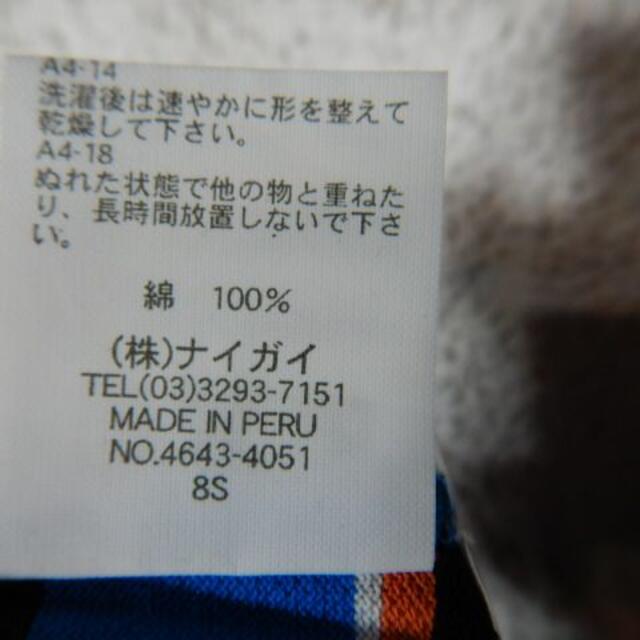 A4-14
洗濯後は速やかに形を整えて
乾燥して下さい。
A4-18
ぬれた状態で他の物と重ねた
り、長時間放置しないで下さ
い。
綿 100%
(株)ナイガイ
TEL(03)3293-7151
MADE IN PERU
NO.4643-4051
8S